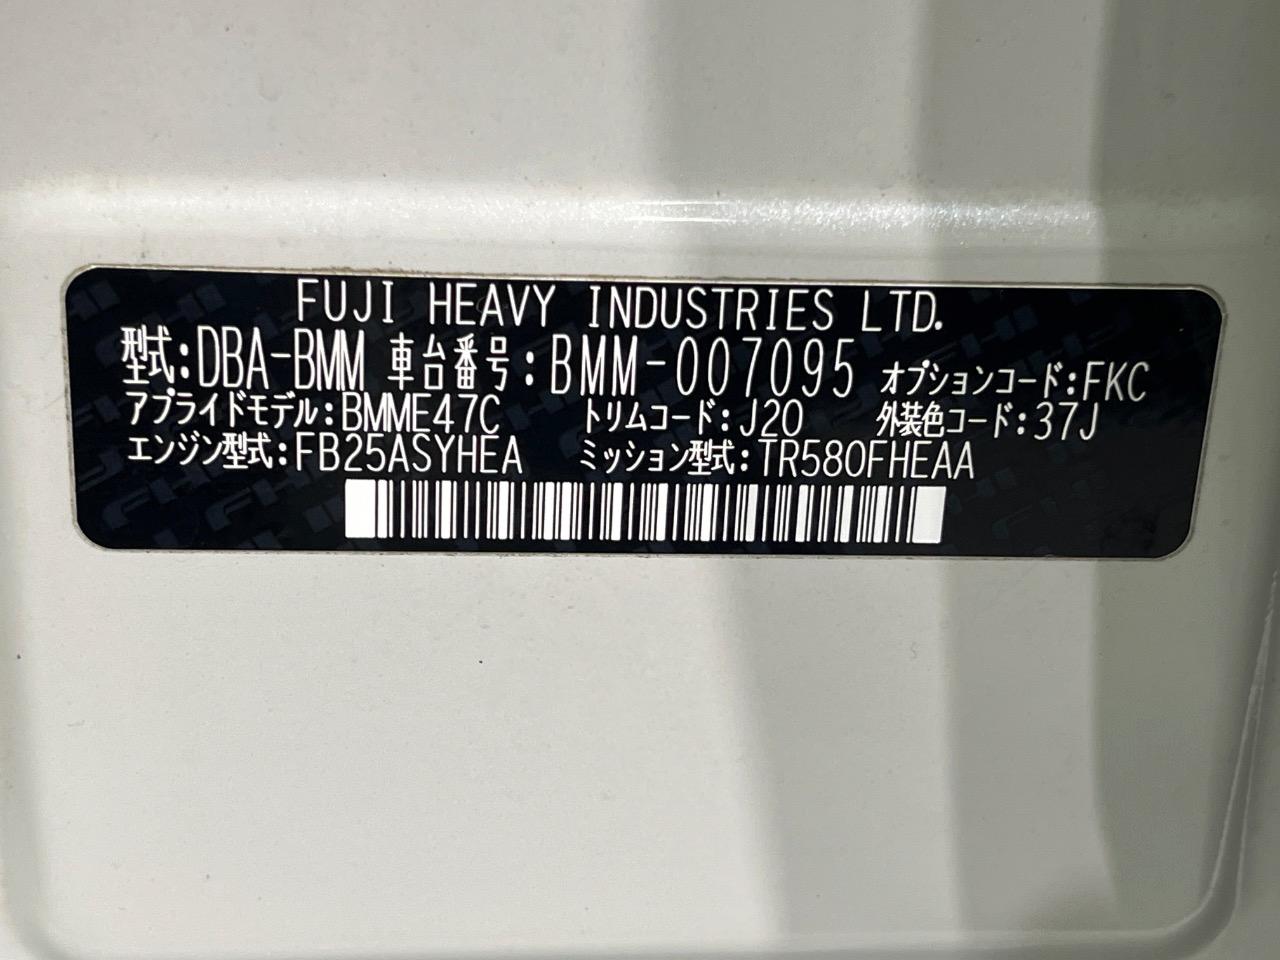 FUJI HEAVY INDUSTRIES LTD.
型式:DBA-BMM 車台番号:BMM-007095 オプションコード:FKC
アプライドモデル:BMME47C トリムコード:J20 外装色コード:37J
エンジン型式:FB25ASYHEA ミッション型式:TR580FHEAA